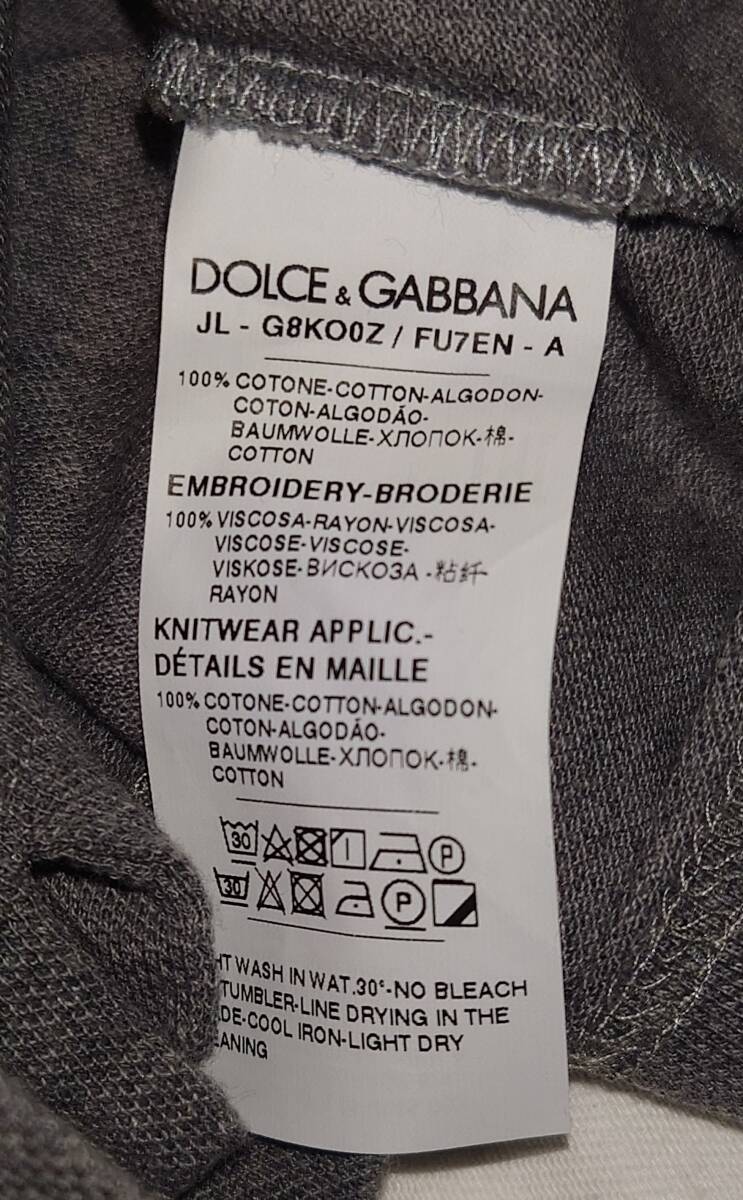 DOLCE & GABBANA
JL - G8KO0Z / FU7EN - A
100% COTONE-COTTON-ALGODON-
COTON-ALGODÃO-
BAUMWOLLE-ХЛОПОК-棉-
COTTON
EMBROIDERY-BRODERIE
100% VISCOSA-RAYON-VISCOSA-
VISCOSE-VISCOSE-
VISKOSE-ВИСКОЗА-粘纤-
RAYON
KNITWEAR APPLIC.-
DÉTAILS EN MAILLE
100% COTONE-COTTON-ALGODON-
COTON-ALGODÃO-
BAUMWOLLE-ХЛОПОК-棉-
COTTON
30 P
30 P
WASH IN WAT.30°-NO BLEACH
TUMBLER-LINE DRYING IN THE
COOL IRON-LIGHT DRY